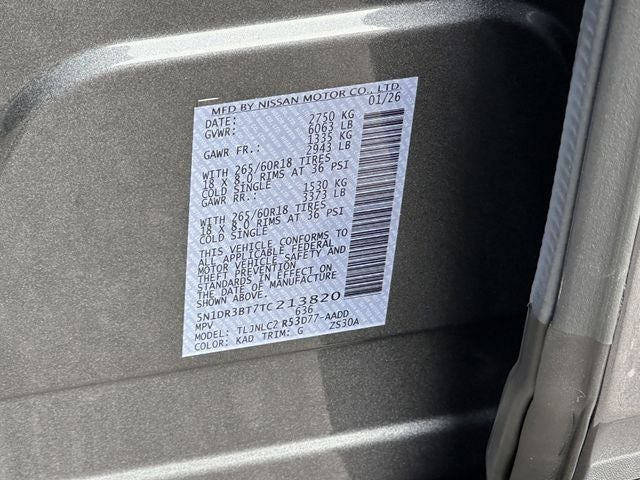 MFD BY NISSAN MOTOR CO., LTD.
DATE: 01/26
GVWR: 2750 KG
6063 LB
GAWR FR.: 1335 KG
2943 LB
WITH 265/60R18 TIRES
18 X 8.0 RIMS AT 36 PSI
COLD SINGLE
GAWR RR.: 1530 KG
3373 LB
WITH 265/60R18 TIRES
18 X 8.0 RIMS AT 36 PSI
COLD SINGLE
THIS VEHICLE CONFORMS TO
ALL APPLICABLE FEDERAL
MOTOR VEHICLE SAFETY AND
THEFT PREVENTION
STANDARDS IN EFFECT ON
THE DATE OF MANUFACTURE
SHOWN ABOVE.
5N1DR3BT7TC213820
MPV 636
MODEL: TLJNLC2 R53D77-AADD
COLOR: KAD TRIM: G ZS30A